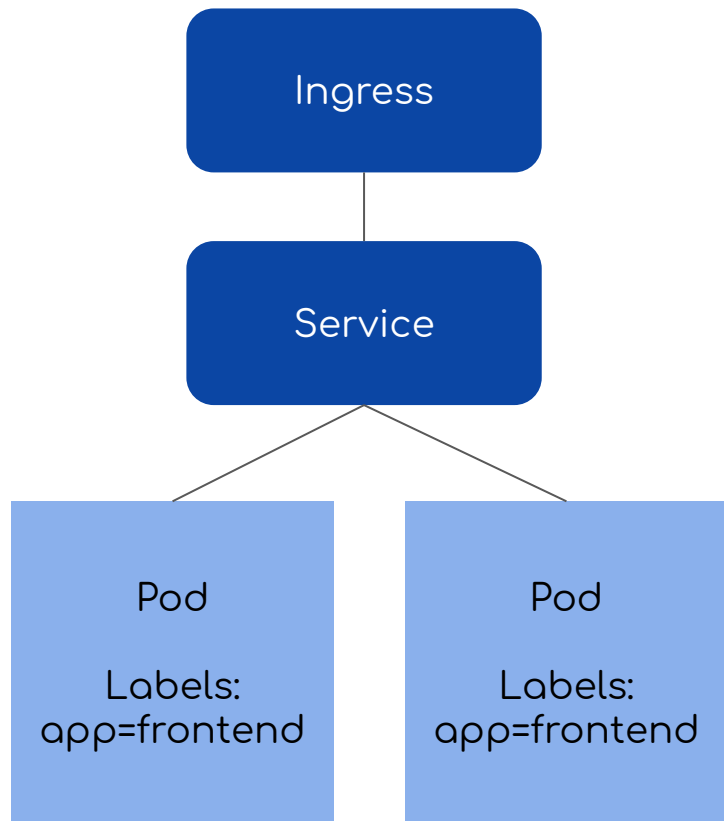 Ingress
Service
Pod
Labels:
app=frontend
Pod
Labels:
app=frontend